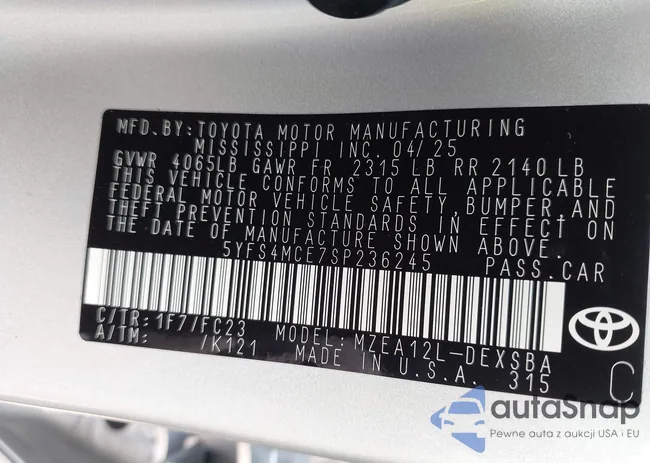 MFD.BY:TOYOTA MOTOR MANUFACTURING
MISSISSIPPI INC. 04/25
GVWR 4065LB GAWR FR 2315 LB RR 2140 LB
THIS VEHICLE CONFORMS TO ALL APPLICABLE
FEDERAL MOTOR VEHICLE SAFETY,BUMPER,AND
THEFT PREVENTION STANDARDS IN EFFECT ON
THE DATE OF MANUFACTURE SHOWN ABOVE.
5YFS4MCE7SP236245 PASS.CAR
C/TR:1F7/FC23 MODEL:MZEA12L-DEXSBA
A/TM: /K121 MADE IN U.S.A. 315
C
autaSnap
Pewne auta z aukcji USA i EU